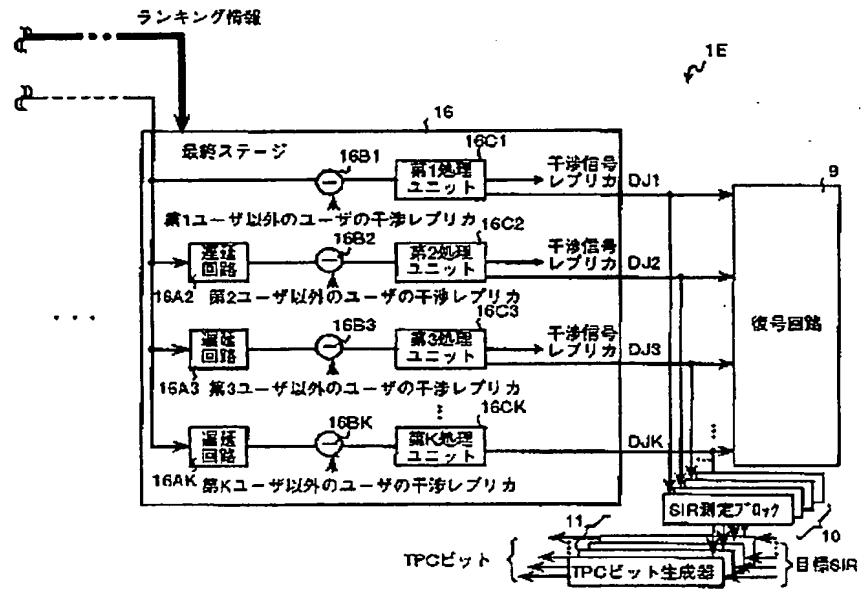 ランキング情報
1E
16
最終ステージ
16B1
16C1
第1処理
ユニット
干渉信号
レプリカ
DJ1
9
第1ユーザ以外のユーザの干渉レプリカ
遅延
回路
16A2
16B2
16C2
第2処理
ユニット
干渉信号
レプリカ
DJ2
第2ユーザ以外のユーザの干渉レプリカ
復号回路
・・・
遅延
回路
16A3
16B3
16C3
第3処理
ユニット
干渉信号
レプリカ
DJ3
第3ユーザ以外のユーザの干渉レプリカ
遅延
回路
16AK
16BK
16CK
第K処理
ユニット
DJK
第Kユーザ以外のユーザの干渉レプリカ
SIR測定ブロック
10
11
TPCビット
TPCビット生成器
目標SIR